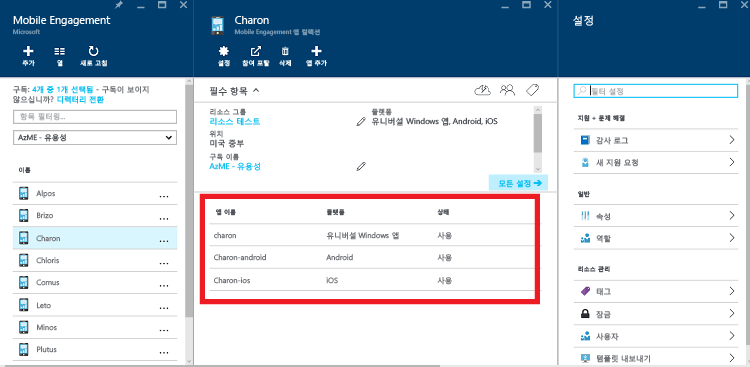 Mobile Engagement
Microsoft
추가
열
새로 고침
구독: 4개 중 1개 선택됨 - 구독이 보이지
않으십니까? 디렉터리 전환
항목 필터링...
AzME - 유용성
이름
Alpos ...
Brizo ...
Charon ...
Chloris ...
Comus ...
Leto ...
Minos ...
Plutus ...
Charon
Mobile Engagement 앱 컬렉션
설정
참여 포털
삭제
앱 추가
필수 항목
리소스 그룹
리소스 테스트
위치
미국 중부
구독 이름
AzME - 유용성
플랫폼
유니버설 Windows 앱, Android, iOS
모든 설정
앱 이름 플랫폼 상태
charon 유니버설 Windows 앱 사용
Charon-android Android 사용
Charon-ios iOS 사용
설정
필터 설정
지원 + 문제 해결
감사 로그
새 지원 요청
일반
속성
역할
리소스 관리
태그
잠금
사용자
템플릿 내보내기